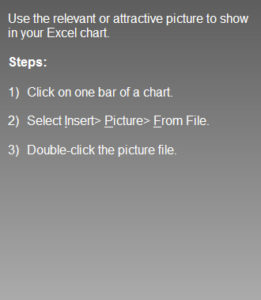 Use the relevant or attractive picture to show
in your Excel chart.
Steps:
1) Click on one bar of a chart.
2) Select Insert> Picture> From File.
3) Double-click the picture file.